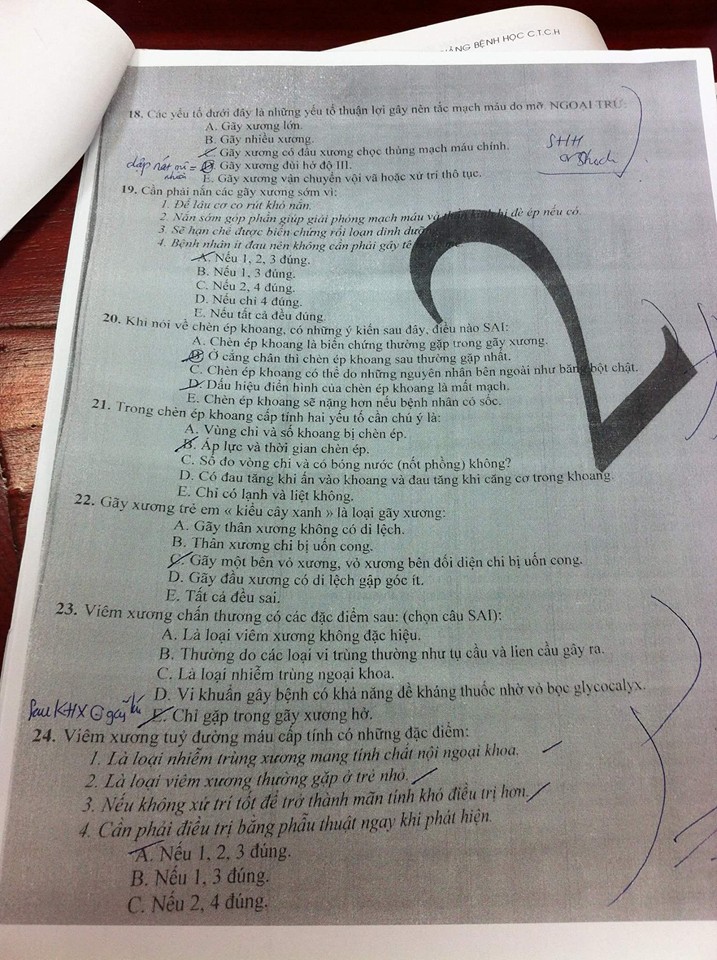 ẢNG BỆNH HỌC C.T.C.H
18. Các yếu tố dưới đây là những yếu tố thuận lợi gây nên tắc mạch máu do mỡ. NGOẠI TRỪ:
A. Gãy xương lớn.
B. Gãy nhiều xương.
C. Gãy xương có đầu xương chọc thủng mạch máu chính.
D. Gãy xương đùi hở độ III.
E. Gãy xương vận chuyển vội vã hoặc xử trí thô tục.
19. Cần phải nắn các gãy xương sớm vì:
1. Để lâu cơ co rút khó nắn.
2. Nắn sớm góp phần giúp giải phóng mạch máu và thần kinh bị đè ép nếu có.
3. Sẽ hạn chế được biến chứng rối loạn dinh dưỡng
4. Bệnh nhân ít đau nên không cần phải gây tê
A. Nếu 1, 2, 3 đúng.
B. Nếu 1, 3 đúng.
C. Nếu 2, 4 đúng.
D. Nếu chỉ 4 đúng.
E. Nếu tất cả đều đúng.
20. Khi nói về chèn ép khoang, có những ý kiến sau đây, điều nào SAI:
A. Chèn ép khoang là biến chứng thường gặp trong gãy xương.
B. Ở cẳng chân thì chèn ép khoang sau thường gặp nhất.
C. Chèn ép khoang có thể do những nguyên nhân bên ngoài như băng bột chật.
D. Dấu hiệu điển hình của chèn ép khoang là mất mạch.
E. Chèn ép khoang sẽ nặng hơn nếu bệnh nhân có sốc.
21. Trong chèn ép khoang cấp tính hai yếu tố cần chú ý là:
A. Vùng chi và số khoang bị chèn ép.
B. Áp lực và thời gian chèn ép.
C. Số đo vòng chi và có bóng nước (nốt phồng) không?
D. Có đau tăng khi ấn vào khoang và đau tăng khi căng cơ trong khoang.
E. Chi có lạnh và liệt không.
22. Gãy xương trẻ em « kiểu cây xanh » là loại gãy xương:
A. Gãy thân xương không có di lệch.
B. Thân xương chỉ bị uốn cong.
C. Gãy một bên vỏ xương, vỏ xương bên đối diện chỉ bị uốn cong.
D. Gãy đầu xương có di lệch gập góc ít.
E. Tất cả đều sai.
23. Viêm xương chấn thương có các đặc điểm sau: (chọn câu SAI):
A. Là loại viêm xương không đặc hiệu.
B. Thường do các loại vi trùng thường như tụ cầu và liên cầu gây ra.
C. Là loại nhiễm trùng ngoại khoa.
D. Vi khuẩn gây bệnh có khả năng đề kháng thuốc nhờ vỏ bọc glycocalyx.
Sau KHX
E. Chỉ gặp trong gãy xương hở.
24. Viêm xương tuỷ đường máu cấp tính có những đặc điểm:
1. Là loại nhiễm trùng xương mang tính chất nội ngoại khoa.
2. Là loại viêm xương thường gặp ở trẻ nhỏ.
3. Nếu không xử trí tốt để trở thành mãn tính khó điều trị hơn.
4. Cần phải điều trị bằng phẫu thuật ngay khi phát hiện.
A. Nếu 1, 2, 3 đúng.
B. Nếu 1, 3 đúng.
C. Nếu 2, 4 đúng.
2